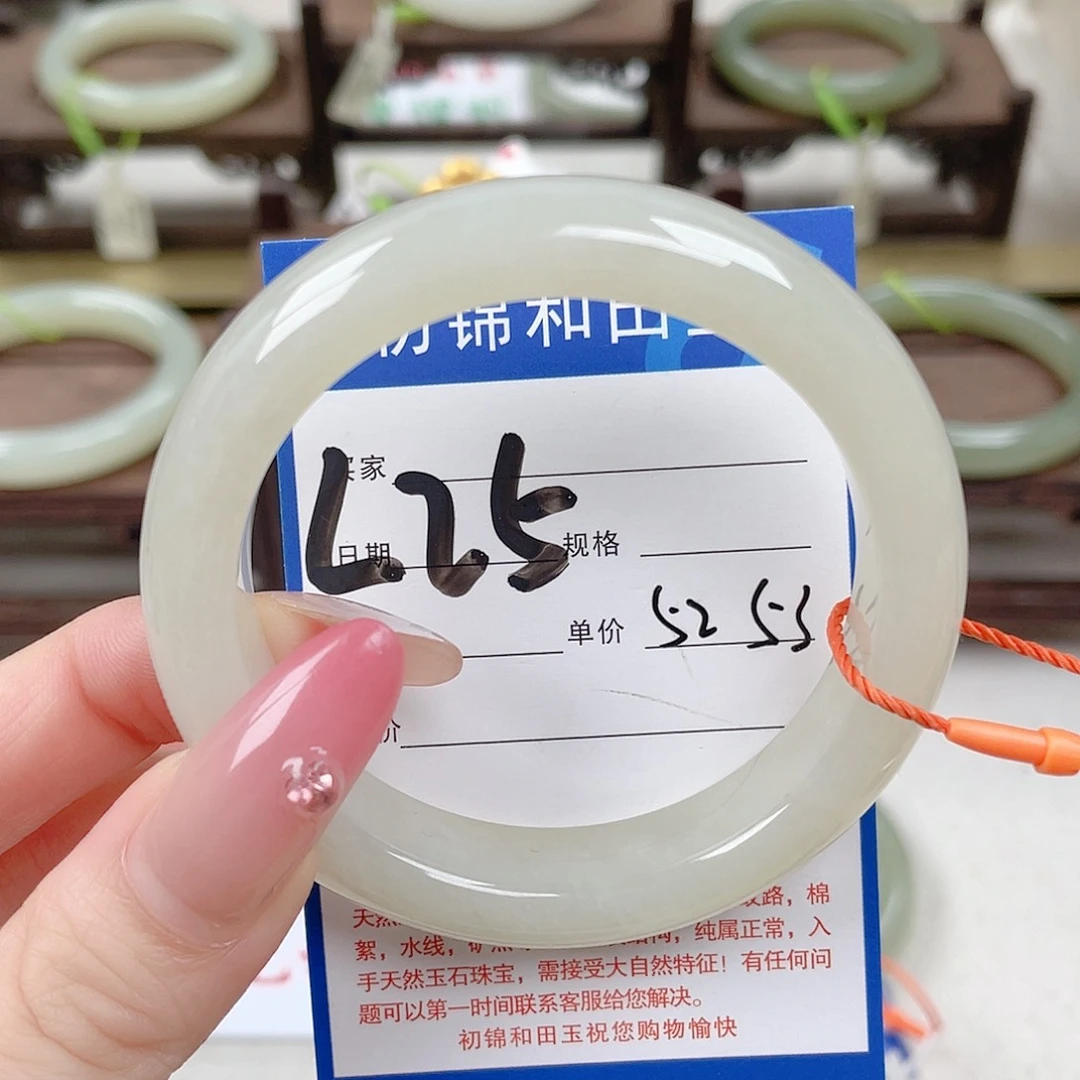 初锦和田玉
买家
L25
日期 规格
单价 52 53
价
天然 棉
絮，水线， 纯属正常，入
手天然玉石珠宝，需接受大自然特征！有任何问
题可以第一时间联系客服给您解决。
初锦和田玉祝您购物愉快